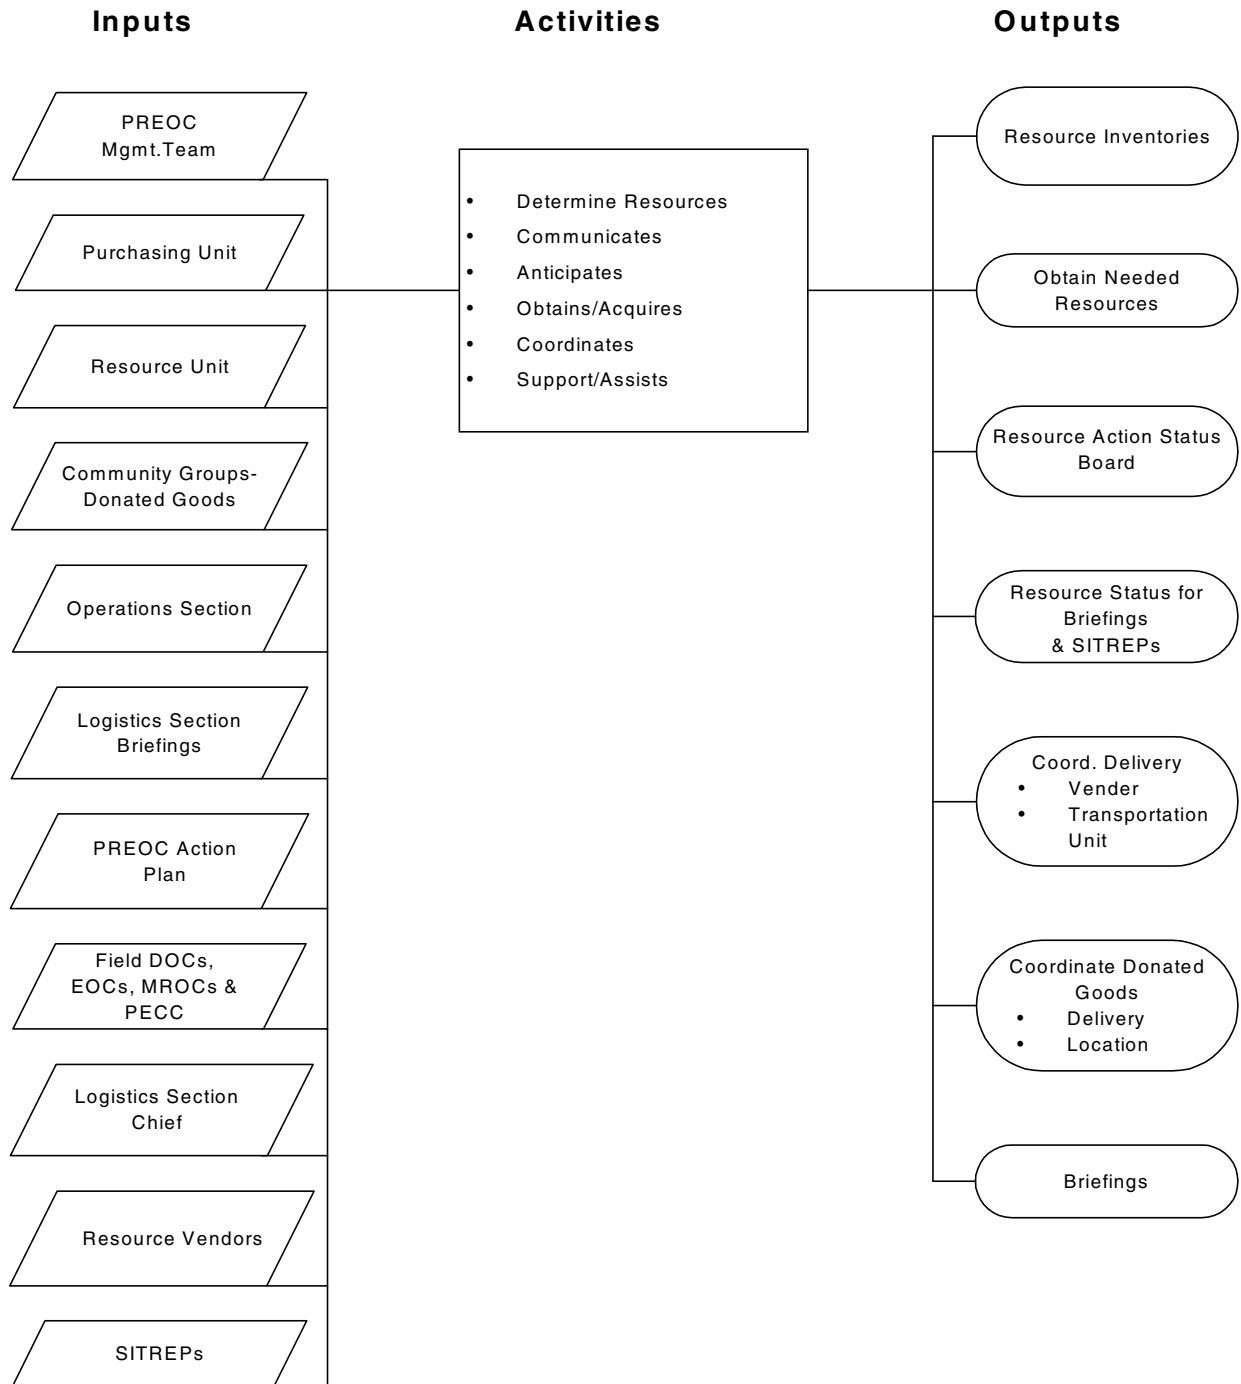 Inputs
Activities
Outputs
PREOC
Mgmt.Team
Purchasing Unit
Resource Unit
Community Groups-
Donated Goods
Operations Section
Logistics Section
Briefings
PREOC Action
Plan
Field DOCs,
EOCs, MROCs &
PECC
Logistics Section
Chief
Resource Vendors
SITREPs
• Determine Resources
• Communicates
• Anticipates
• Obtains/Acquires
• Coordinates
• Support/Assists
Resource Inventories
Obtain Needed
Resources
Resource Action Status
Board
Resource Status for
Briefings
& SITREPs
Coord. Delivery
• Vender
• Transportation
Unit
Coordinate Donated
Goods
• Delivery
• Location
Briefings